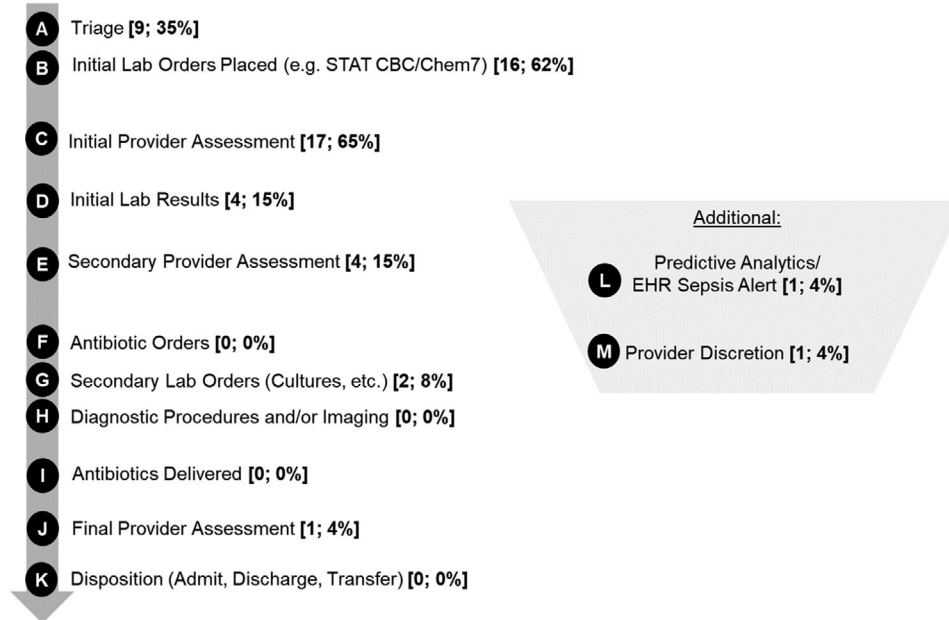 A Triage [9; 35%]
B Initial Lab Orders Placed (e.g. STAT CBC/Chem7) [16; 62%]
C Initial Provider Assessment [17; 65%]
D Initial Lab Results [4; 15%]
E Secondary Provider Assessment [4; 15%]
F Antibiotic Orders [0; 0%]
G Secondary Lab Orders (Cultures, etc.) [2; 8%]
H Diagnostic Procedures and/or Imaging [0; 0%]
I Antibiotics Delivered [0; 0%]
J Final Provider Assessment [1; 4%]
K Disposition (Admit, Discharge, Transfer) [0; 0%]
Additional:
L Predictive Analytics/
EHR Sepsis Alert [1; 4%]
M Provider Discretion [1; 4%]